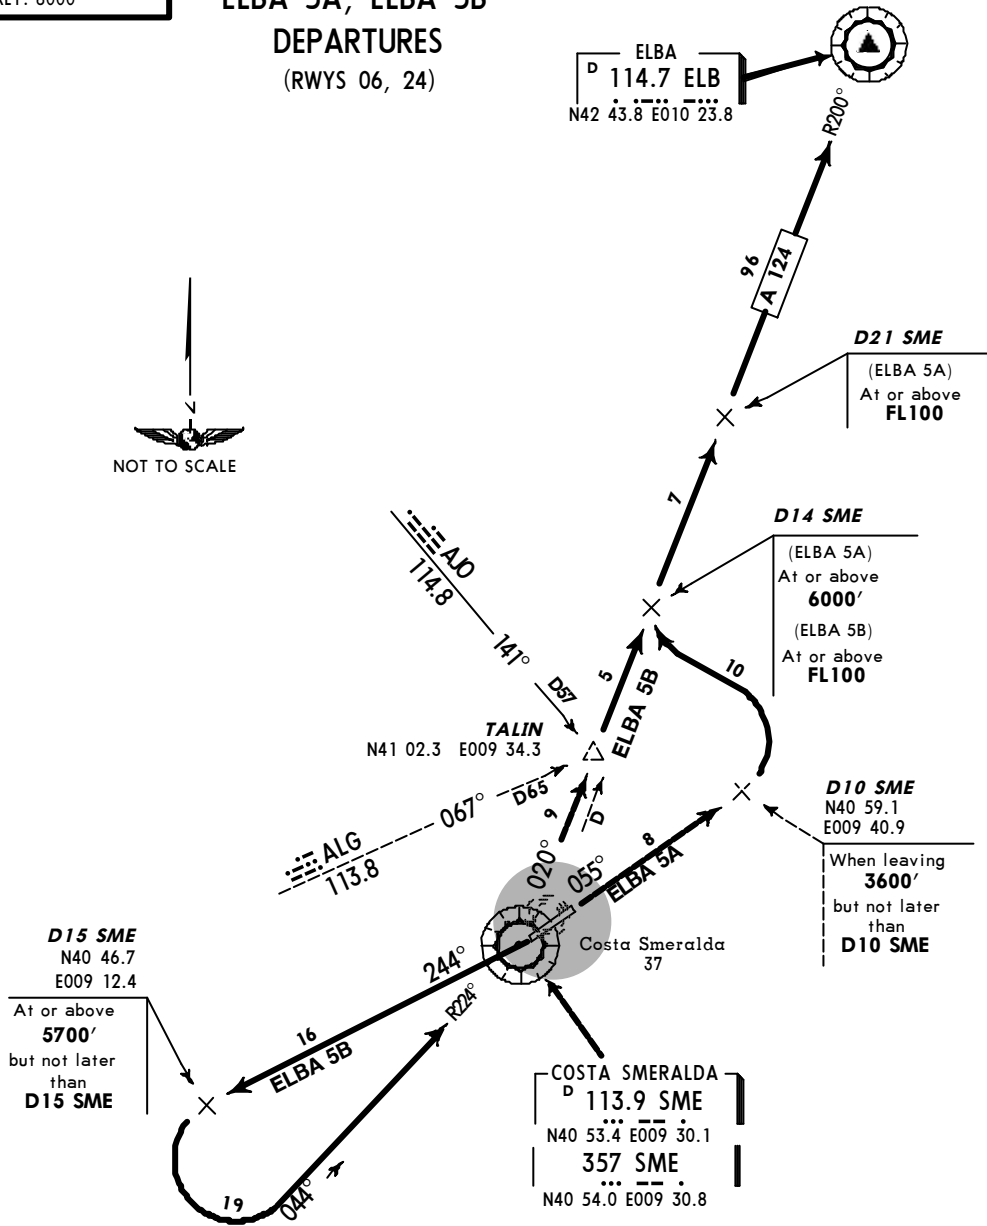 ELBA 5A, ELBA 5B
DEPARTURES
(RWYS 06, 24)
ELBA
D 114.7 ELB
N42 43.8 E010 23.8
R200°
96
A 124
D21 SME
(ELBA 5A)
At or above
FL100
NOT TO SCALE
7
D14 SME
(ELBA 5A)
At or above
6000'
(ELBA 5B)
At or above
FL100
AJO
114.8
141°
D57
5
ELBA 5B
10
TALIN
N41 02.3 E009 34.3
D65
067°
ALG
113.8
9
D
020°
D10 SME
N40 59.1
E009 40.9
When leaving
3600'
but not later
than
D10 SME
8
055°
ELBA 5A
Costa Smeralda
37
D15 SME
N40 46.7
E009 12.4
At or above
5700'
but not later
than
D15 SME
244°
R224°
16
ELBA 5B
19
044°
COSTA SMERALDA
D 113.9 SME
N40 53.4 E009 30.1
357 SME
N40 54.0 E009 30.8